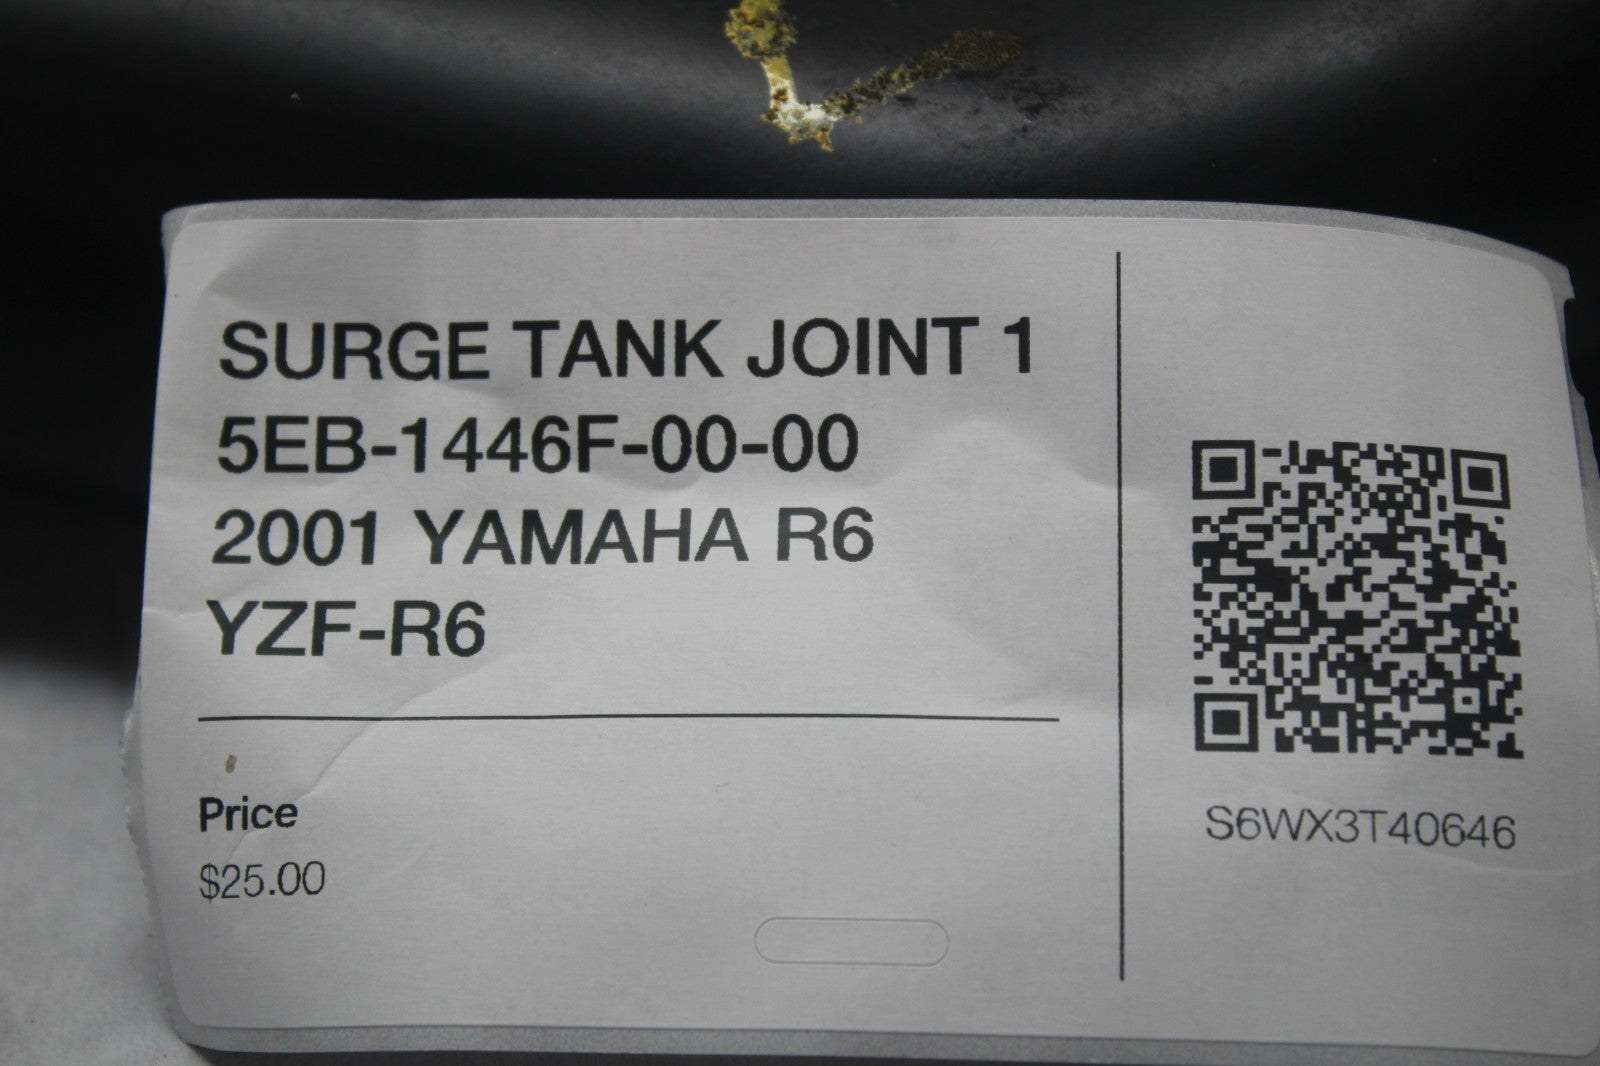 SURGE TANK JOINT 1
5EB-1446F-00-00
2001 YAMAHA R6
YZF-R6
Price
$25.00
S6WX3T40646